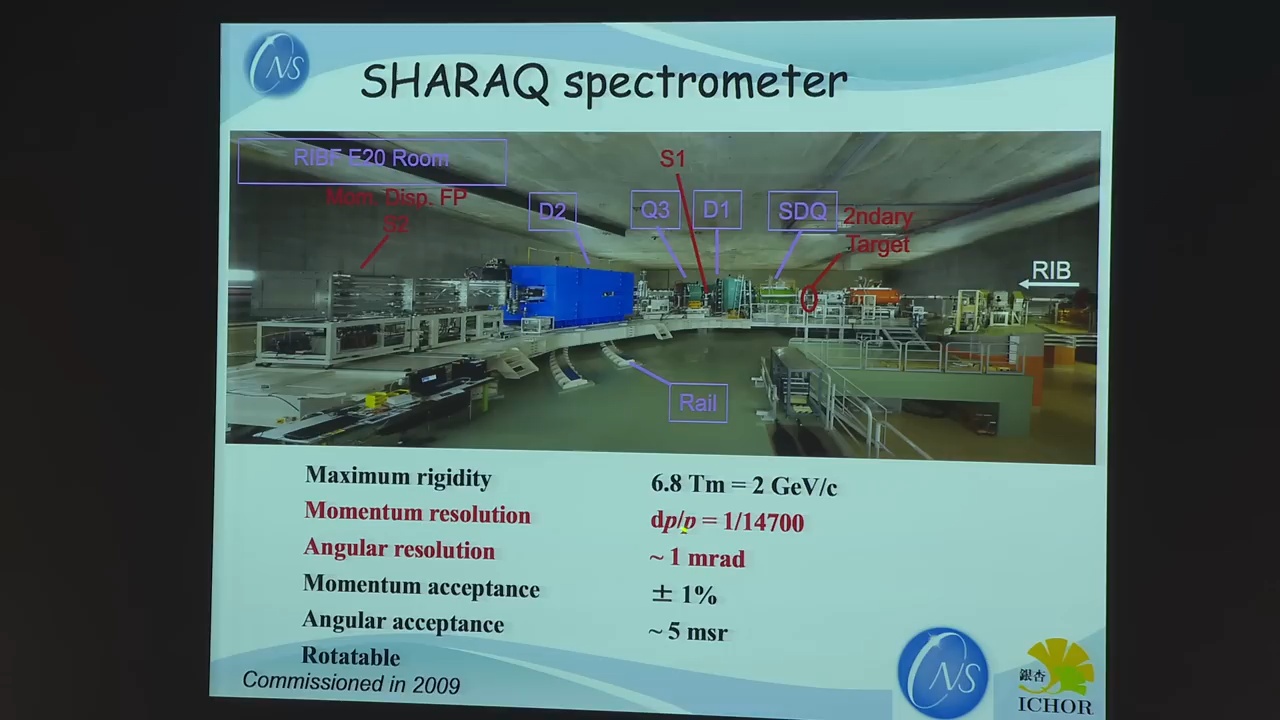 CNS
SHARAQ spectrometer
RIBF E20 Room
Mom. Disp. FP
S2
D2
Q3
S1
D1
SDQ
2ndary
Target
RIB
Rail
Maximum rigidity 6.8 Tm = 2 GeV/c
Momentum resolution dp/p = 1/14700
Angular resolution ~ 1 mrad
Momentum acceptance ± 1%
Angular acceptance ~ 5 msr
Rotatable
Commissioned in 2009
CNS
銀杏
ICHOR